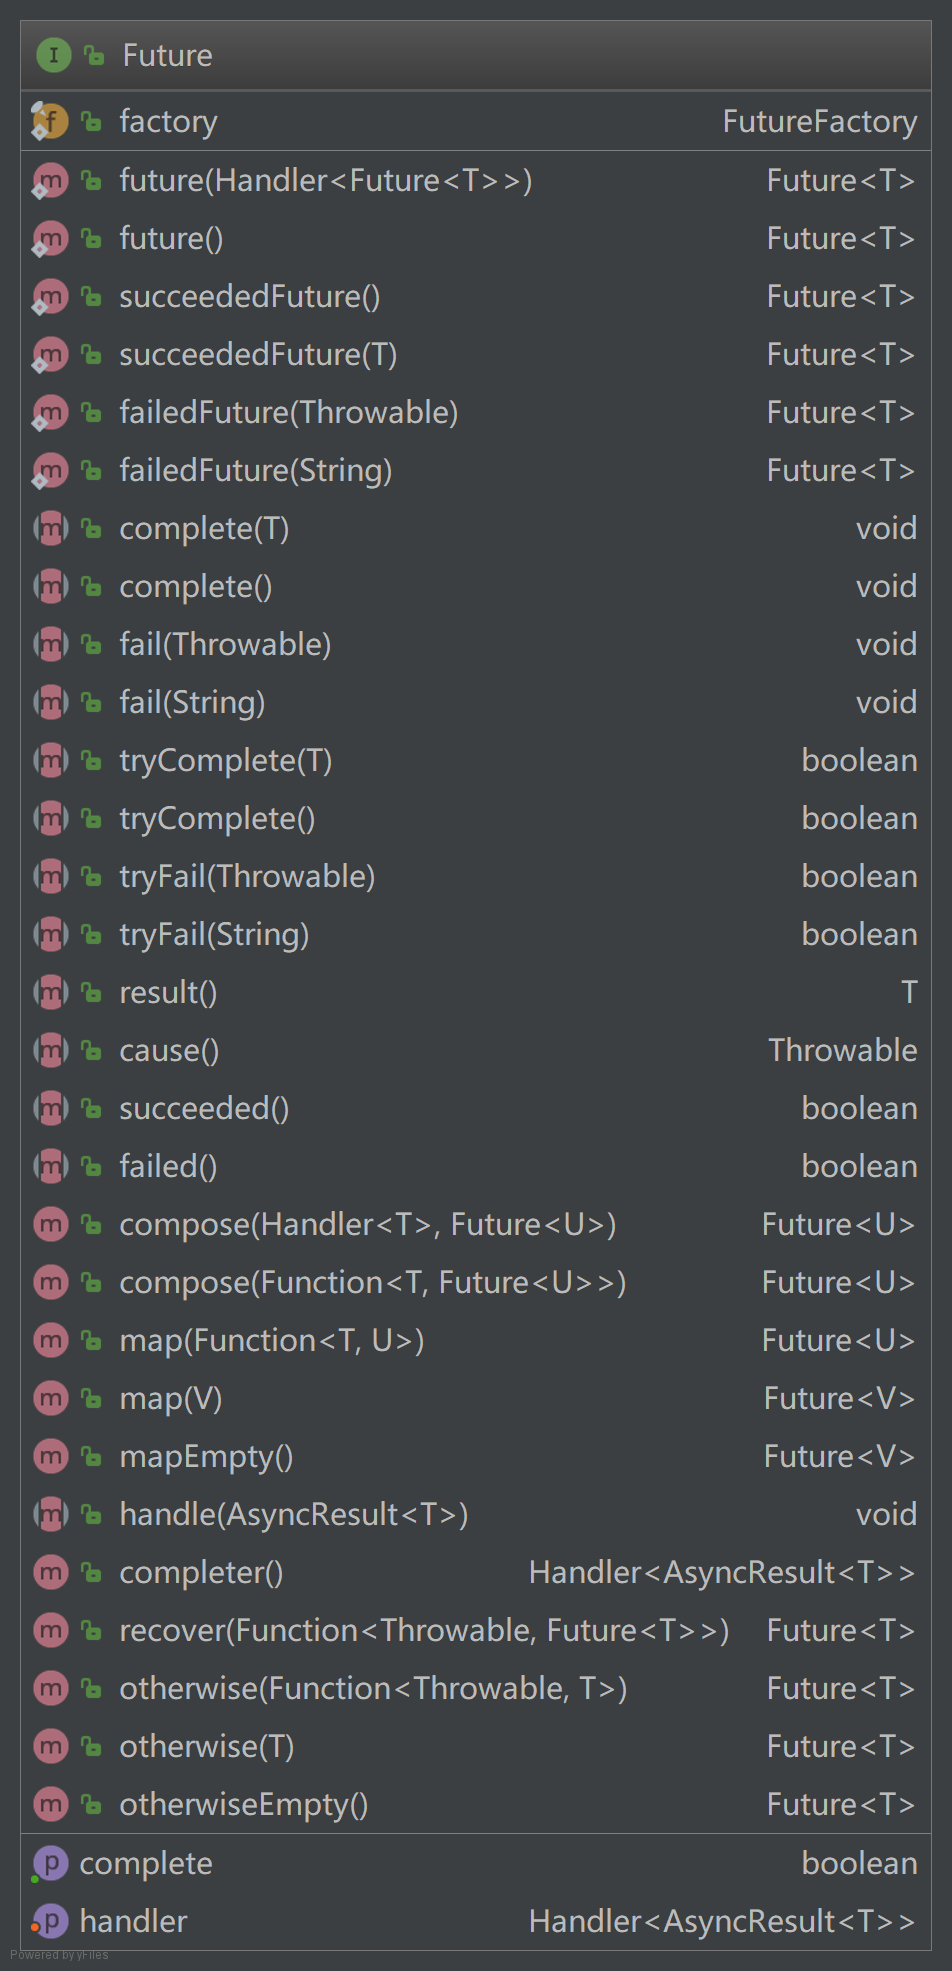 I Future
f factory FutureFactory
m future(Handler<Future<T>>) Future<T>
m future() Future<T>
m succeededFuture() Future<T>
m succeededFuture(T) Future<T>
m failedFuture(Throwable) Future<T>
m failedFuture(String) Future<T>
m complete(T) void
m complete() void
m fail(Throwable) void
m fail(String) void
m tryComplete(T) boolean
m tryComplete() boolean
m tryFail(Throwable) boolean
m tryFail(String) boolean
m result() T
m cause() Throwable
m succeeded() boolean
m failed() boolean
m compose(Handler<T>, Future<U>) Future<U>
m compose(Function<T, Future<U>>) Future<U>
m map(Function<T, U>) Future<U>
m map(V) Future<V>
m mapEmpty() Future<V>
m handle(AsyncResult<T>) void
m completer() Handler<AsyncResult<T>>
m recover(Function<Throwable, Future<T>>) Future<T>
m otherwise(Function<Throwable, T>) Future<T>
m otherwise(T) Future<T>
m otherwiseEmpty() Future<T>
p complete boolean
p handler Handler<AsyncResult<T>>
Powered by yFiles